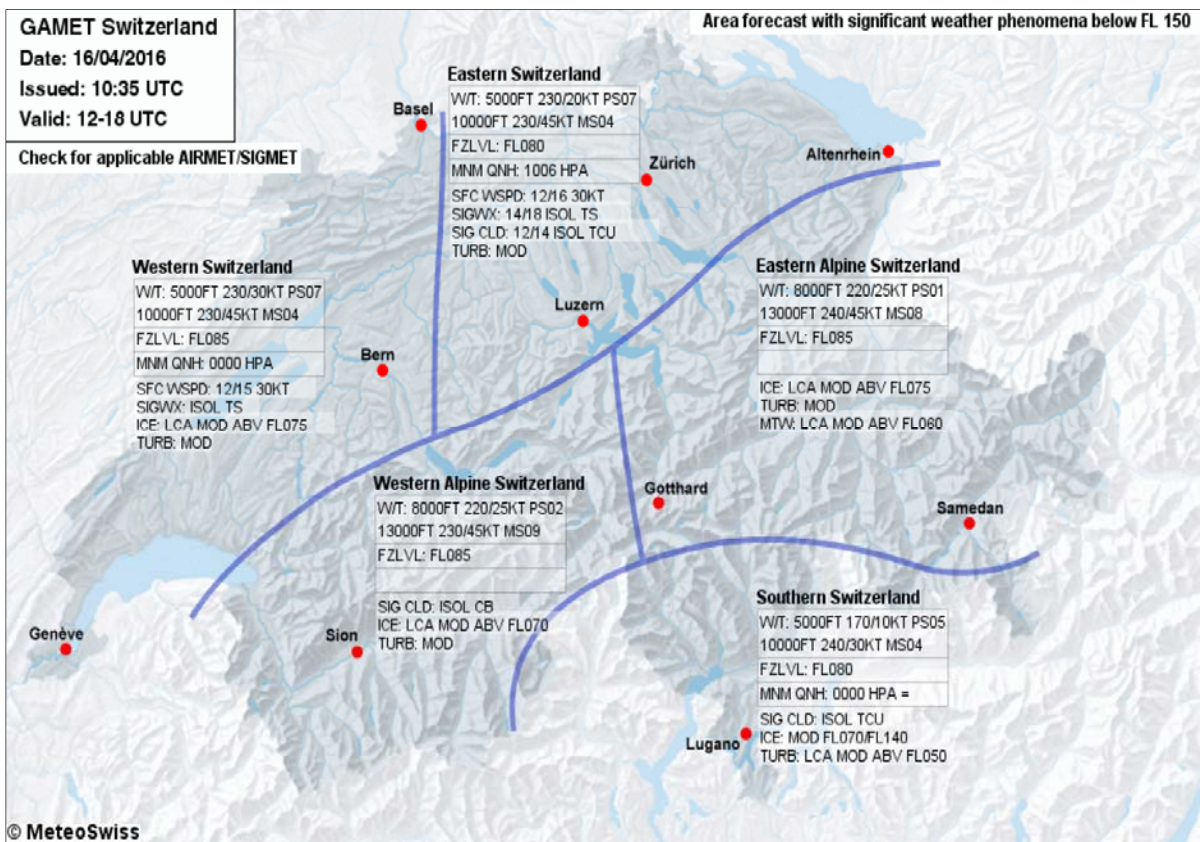 GAMET Switzerland
Date: 16/04/2016
Issued: 10:35 UTC
Valid: 12-18 UTC
Check for applicable AIRMET/SIGMET
Area forecast with significant weather phenomena below FL 150
Eastern Switzerland
W/T: 5000FT 230/20KT PS07
10000FT 230/45KT MS04
FZLVL: FL080
MNM QNH: 1006 HPA
SFC WSPD: 12/16 30KT
SIGWX: 14/18 ISOL TS
SIG CLD: 12/14 ISOL TCU
TURB: MOD
Basel
Zürich
Altenrhein
Western Switzerland
W/T: 5000FT 230/30KT PS07
10000FT 230/45KT MS04
FZLVL: FL085
MNM QNH: 0000 HPA
SFC WSPD: 12/15 30KT
SIGWX: ISOL TS
ICE: LCA MOD ABV FL075
TURB: MOD
Luzern
Bern
Eastern Alpine Switzerland
W/T: 8000FT 220/25KT PS01
13000FT 240/45KT MS08
FZLVL: FL085
ICE: LCA MOD ABV FL075
TURB: MOD
MTW: LCA MOD ABV FL060
Western Alpine Switzerland
W/T: 8000FT 220/25KT PS02
13000FT 230/45KT MS09
FZLVL: FL085
SIG CLD: ISOL CB
ICE: LCA MOD ABV FL070
TURB: MOD
Gotthard
Samedan
Genève
Sion
Southern Switzerland
W/T: 5000FT 170/10KT PS05
10000FT 240/30KT MS04
FZLVL: FL080
MNM QNH: 0000 HPA =
SIG CLD: ISOL TCU
ICE: MOD FL070/FL140
TURB: LCA MOD ABV FL050
Lugano
© MeteoSwiss